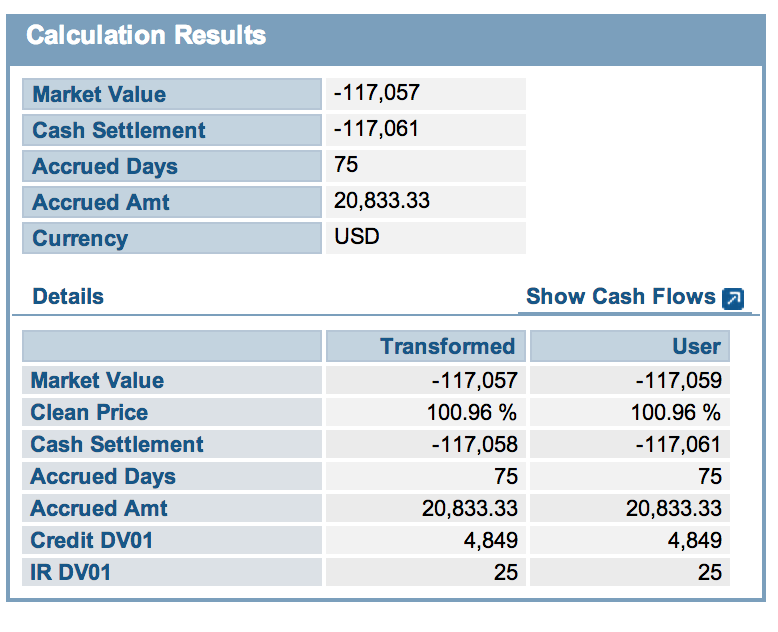 Calculation Results
Market Value -117,057
Cash Settlement -117,061
Accrued Days 75
Accrued Amt 20,833.33
Currency USD
Details Show Cash Flows
Transformed User
Market Value -117,057 -117,059
Clean Price 100.96 % 100.96 %
Cash Settlement -117,058 -117,061
Accrued Days 75 75
Accrued Amt 20,833.33 20,833.33
Credit DV01 4,849 4,849
IR DV01 25 25